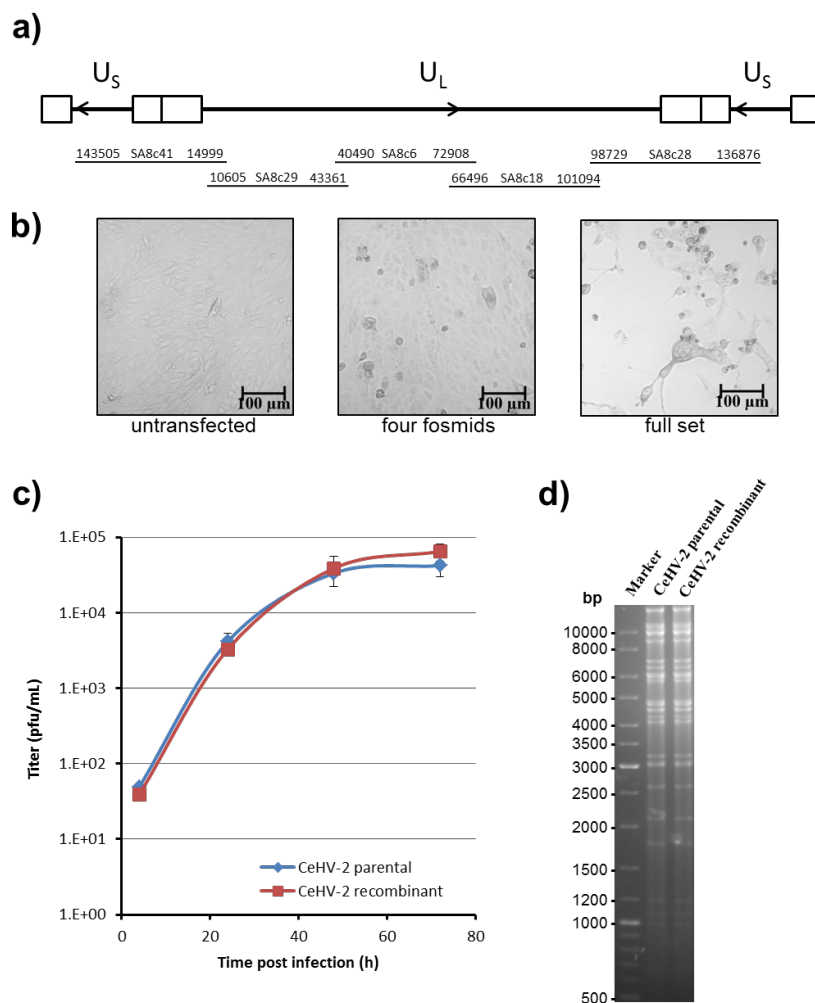 a)
U_S U_L U_S
143505 SA8c41 14999 40490 SA8c6 72908 98729 SA8c28 136876
10605 SA8c29 43361 66496 SA8c18 101094
b)
100 µm 100 µm 100 µm
untransfected four fosmids full set
c)
1.E+05
1.E+04
1.E+03
1.E+02
1.E+01
1.E+00
Titer (pfu/mL)
CeHV-2 parental
CeHV-2 recombinant
0 20 40 60 80
Time post infection (h)
d)
Marker
CeHV-2 parental
CeHV-2 recombinant
bp
10000
8000
6000
5000
4000
3500
3000
2500
2000
1500
1200
1000
500